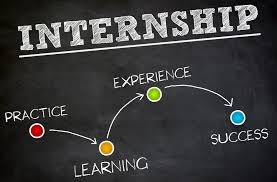 INTERNSHIP
PRACTICE
LEARNING
EXPERIENCE
SUCCESS